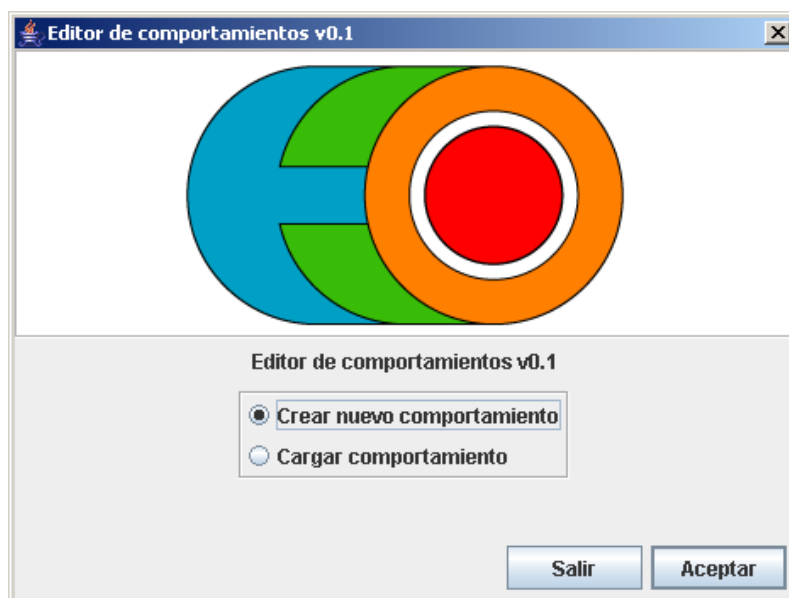 Editor de comportamientos v0.1
Editor de comportamientos v0.1
Crear nuevo comportamiento
Cargar comportamiento
Salir Aceptar